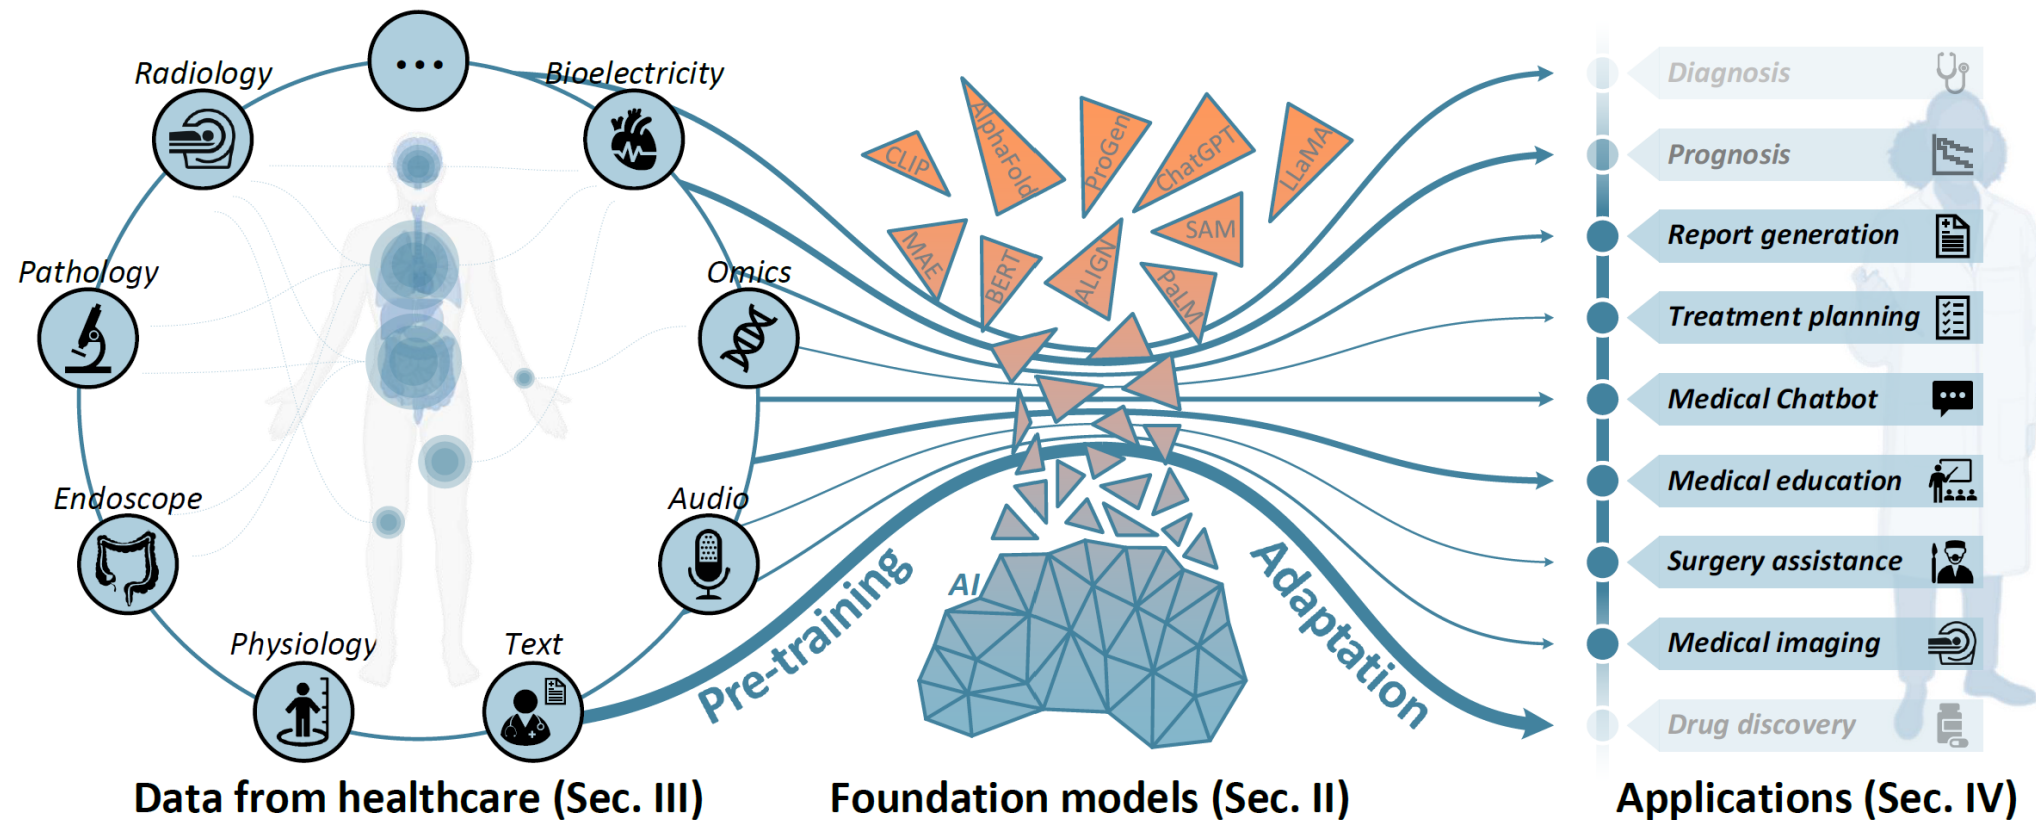 ...
Radiology
Bioelectricity
Pathology
Omics
Endoscope
Audio
Physiology
Text
Data from healthcare (Sec. III)
CLIP
AlphaFold
ProGen
ChatGPT
LLaMA
MAE
BERT
ALIGN
SAM
PaLM
AI
Pre-training
Adaptation
Foundation models (Sec. II)
Diagnosis
Prognosis
Report generation
Treatment planning
Medical Chatbot
Medical education
Surgery assistance
Medical imaging
Drug discovery
Applications (Sec. IV)